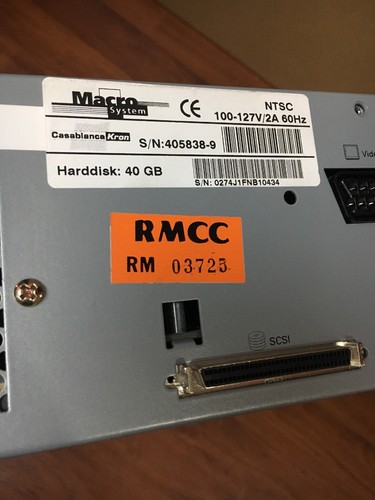 Macro
System
CE
NTSC
100-127V/2A 60Hz
Casablanca Kron
S/N:405838-9
Harddisk: 40 GB
S/N: 0274J1FNB10434
Vide
RMCC
RM 03725
SCSI